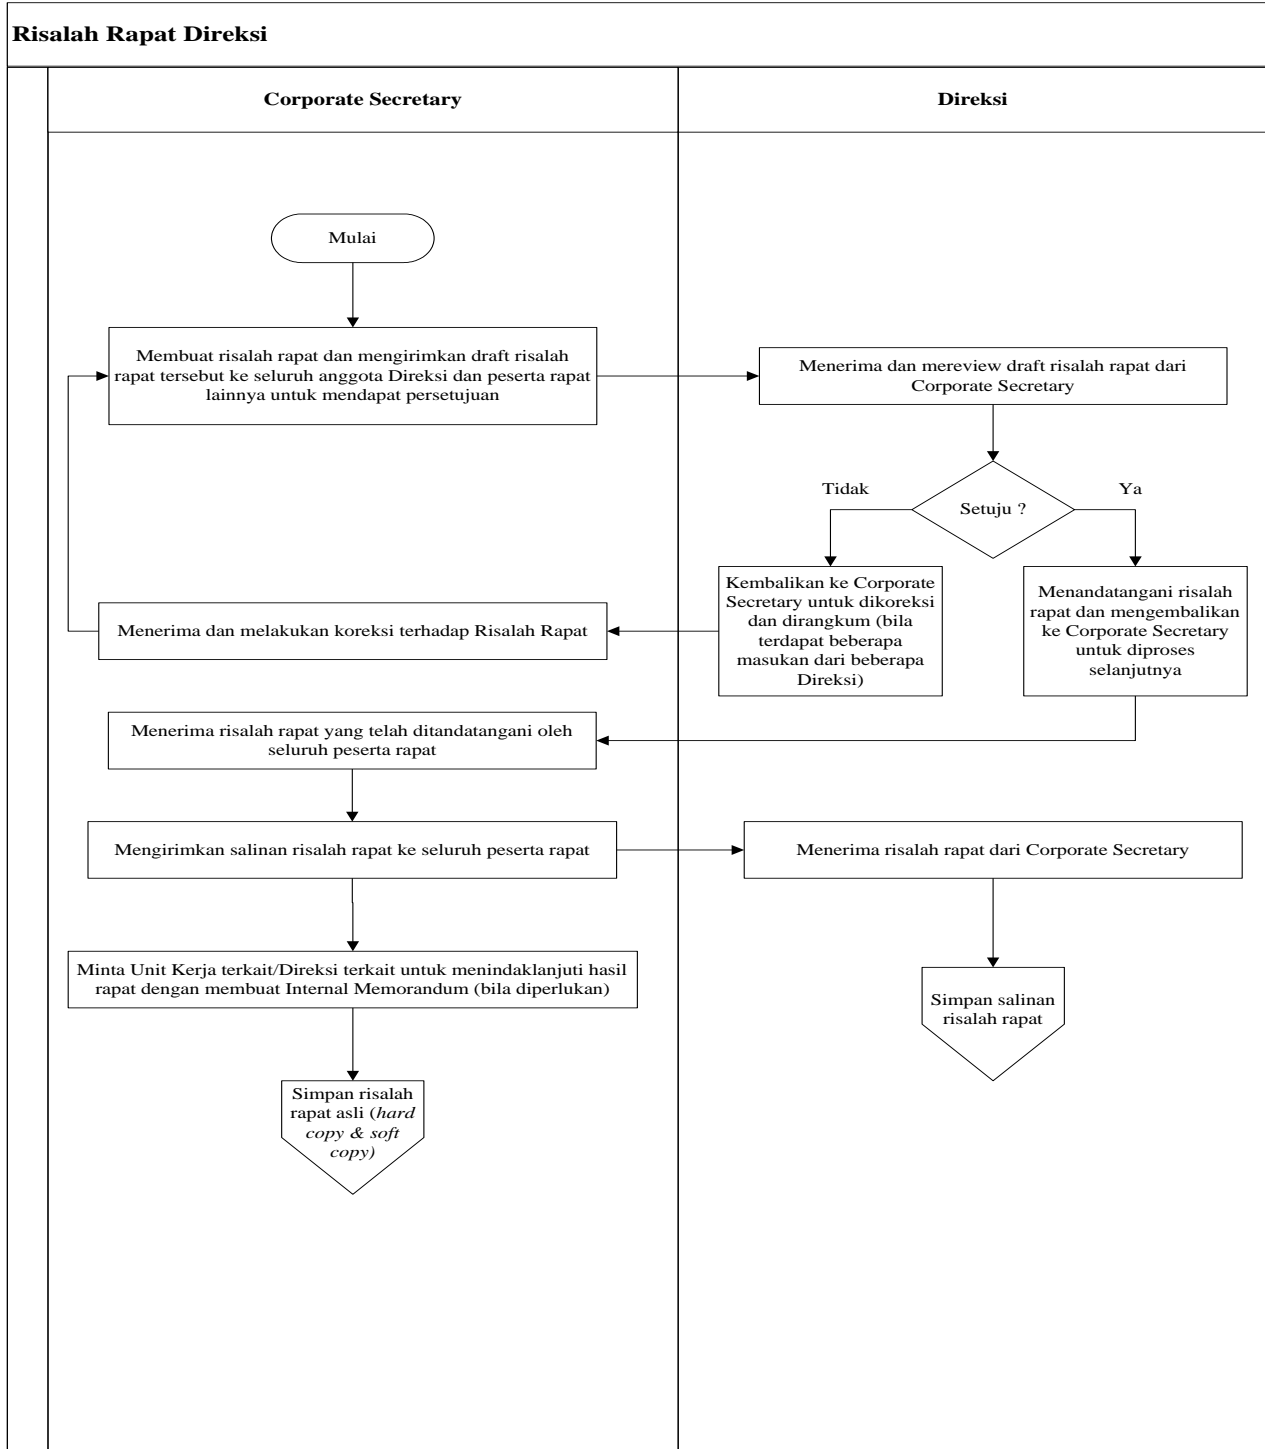 Risalah Rapat Direksi
Corporate Secretary
Direksi
Mulai
Membuat risalah rapat dan mengirimkan draft risalah
rapat tersebut ke seluruh anggota Direksi dan peserta rapat
lainnya untuk mendapat persetujuan
Menerima dan mereview draft risalah rapat dari
Corporate Secretary
Setuju ?
Tidak
Ya
Kembalikan ke Corporate
Secretary untuk dikoreksi
dan dirangkum (bila
terdapat beberapa
masukan dari beberapa
Direksi)
Menandatangani risalah
rapat dan mengembalikan
ke Corporate Secretary
untuk diproses
selanjutnya
Menerima dan melakukan koreksi terhadap Risalah Rapat
Menerima risalah rapat yang telah ditandatangani oleh
seluruh peserta rapat
Mengirimkan salinan risalah rapat ke seluruh peserta rapat
Menerima risalah rapat dari Corporate Secretary
Minta Unit Kerja terkait/Direksi terkait untuk menindaklanjuti hasil
rapat dengan membuat Internal Memorandum (bila diperlukan)
Simpan salinan
risalah rapat
Simpan risalah
rapat asli (hard
copy & soft
copy)